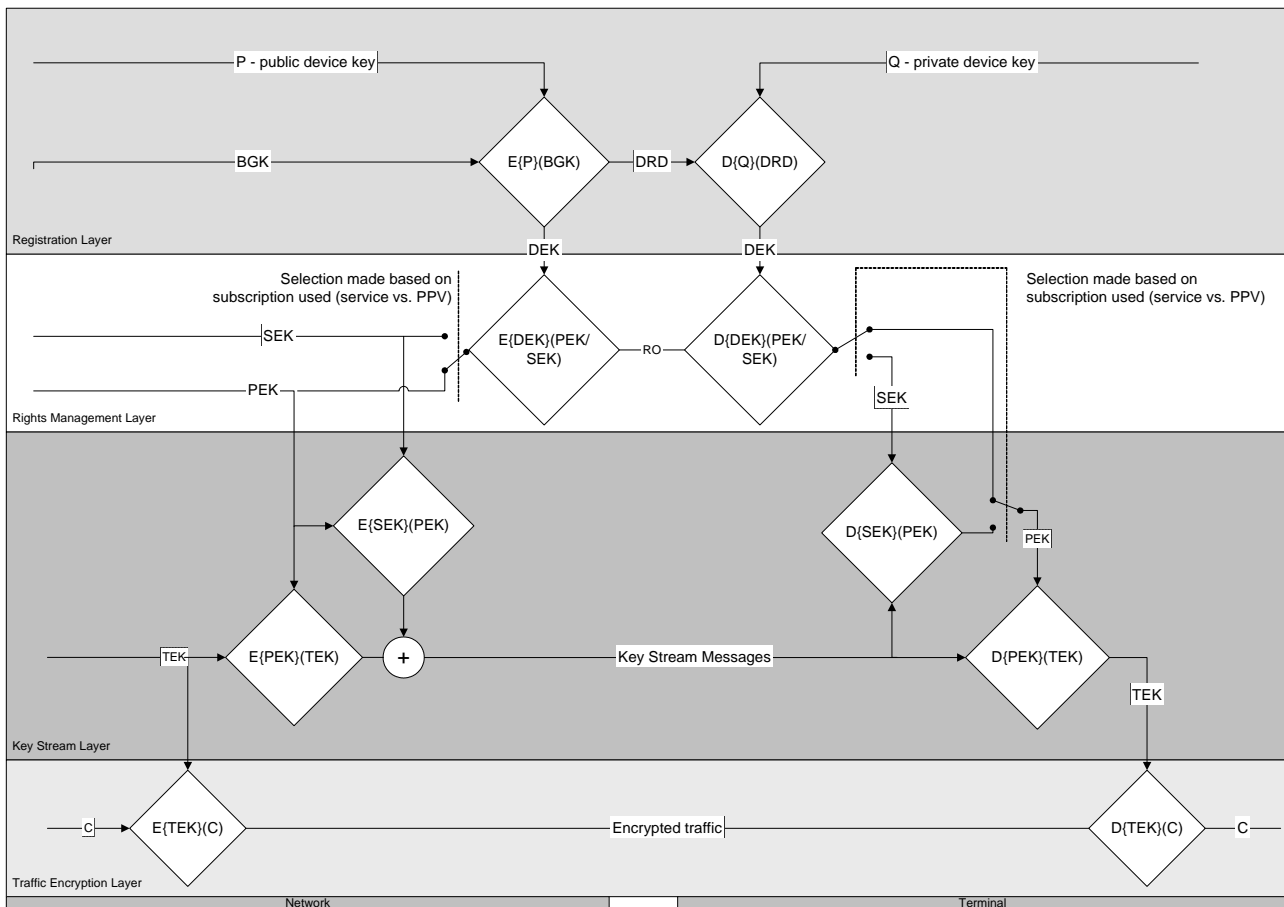 P - public device key
Q - private device key
BGK
E{P}(BGK)
DRD
D{Q}(DRD)
Registration Layer
DEK
DEK
Selection made based on
subscription used (service vs. PPV)
Selection made based on
subscription used (service vs. PPV)
SEK
E{DEK}(PEK/
SEK)
RO
D{DEK}(PEK/
SEK)
PEK
SEK
Rights Management Layer
E{SEK}(PEK)
D{SEK}(PEK)
PEK
TEK
E{PEK}(TEK)
+
Key Stream Messages
D{PEK}(TEK)
TEK
Key Stream Layer
C
E{TEK}(C)
Encrypted traffic
D{TEK}(C)
C
Traffic Encryption Layer
Network
Terminal